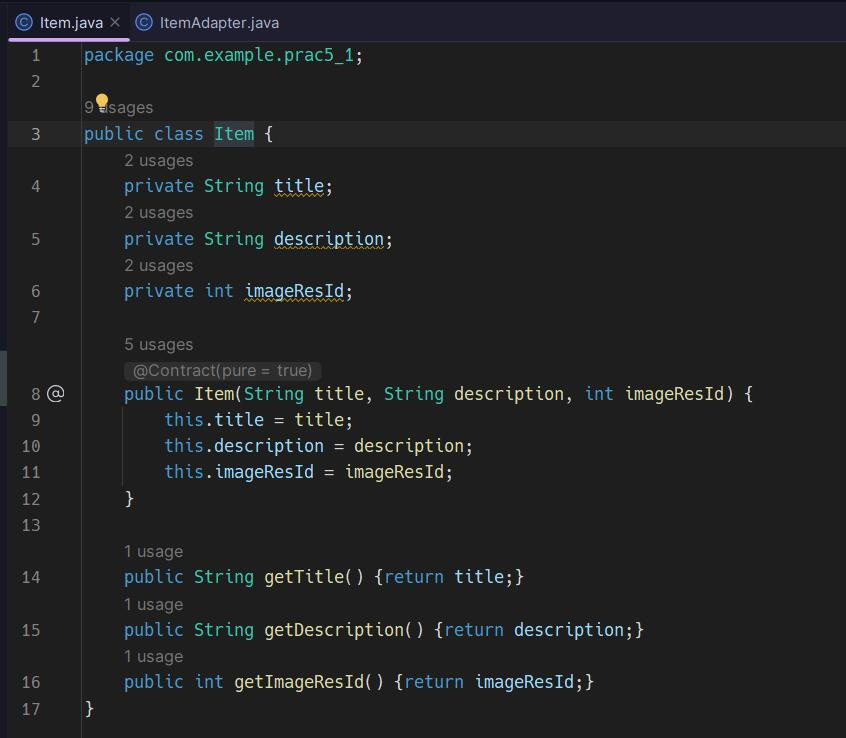 Item.java
ItemAdapter.java
1 package com.example.prac5_1;
2
9 usages
3 public class Item {
2 usages
4 private String title;
2 usages
5 private String description;
2 usages
6 private int imageResId;
7
5 usages
@Contract(pure = true)
8 @ public Item(String title, String description, int imageResId) {
9 this.title = title;
10 this.description = description;
11 this.imageResId = imageResId;
12 }
13
1 usage
14 public String getTitle() {return title;}
1 usage
15 public String getDescription() {return description;}
1 usage
16 public int getImageResId() {return imageResId;}
17 }